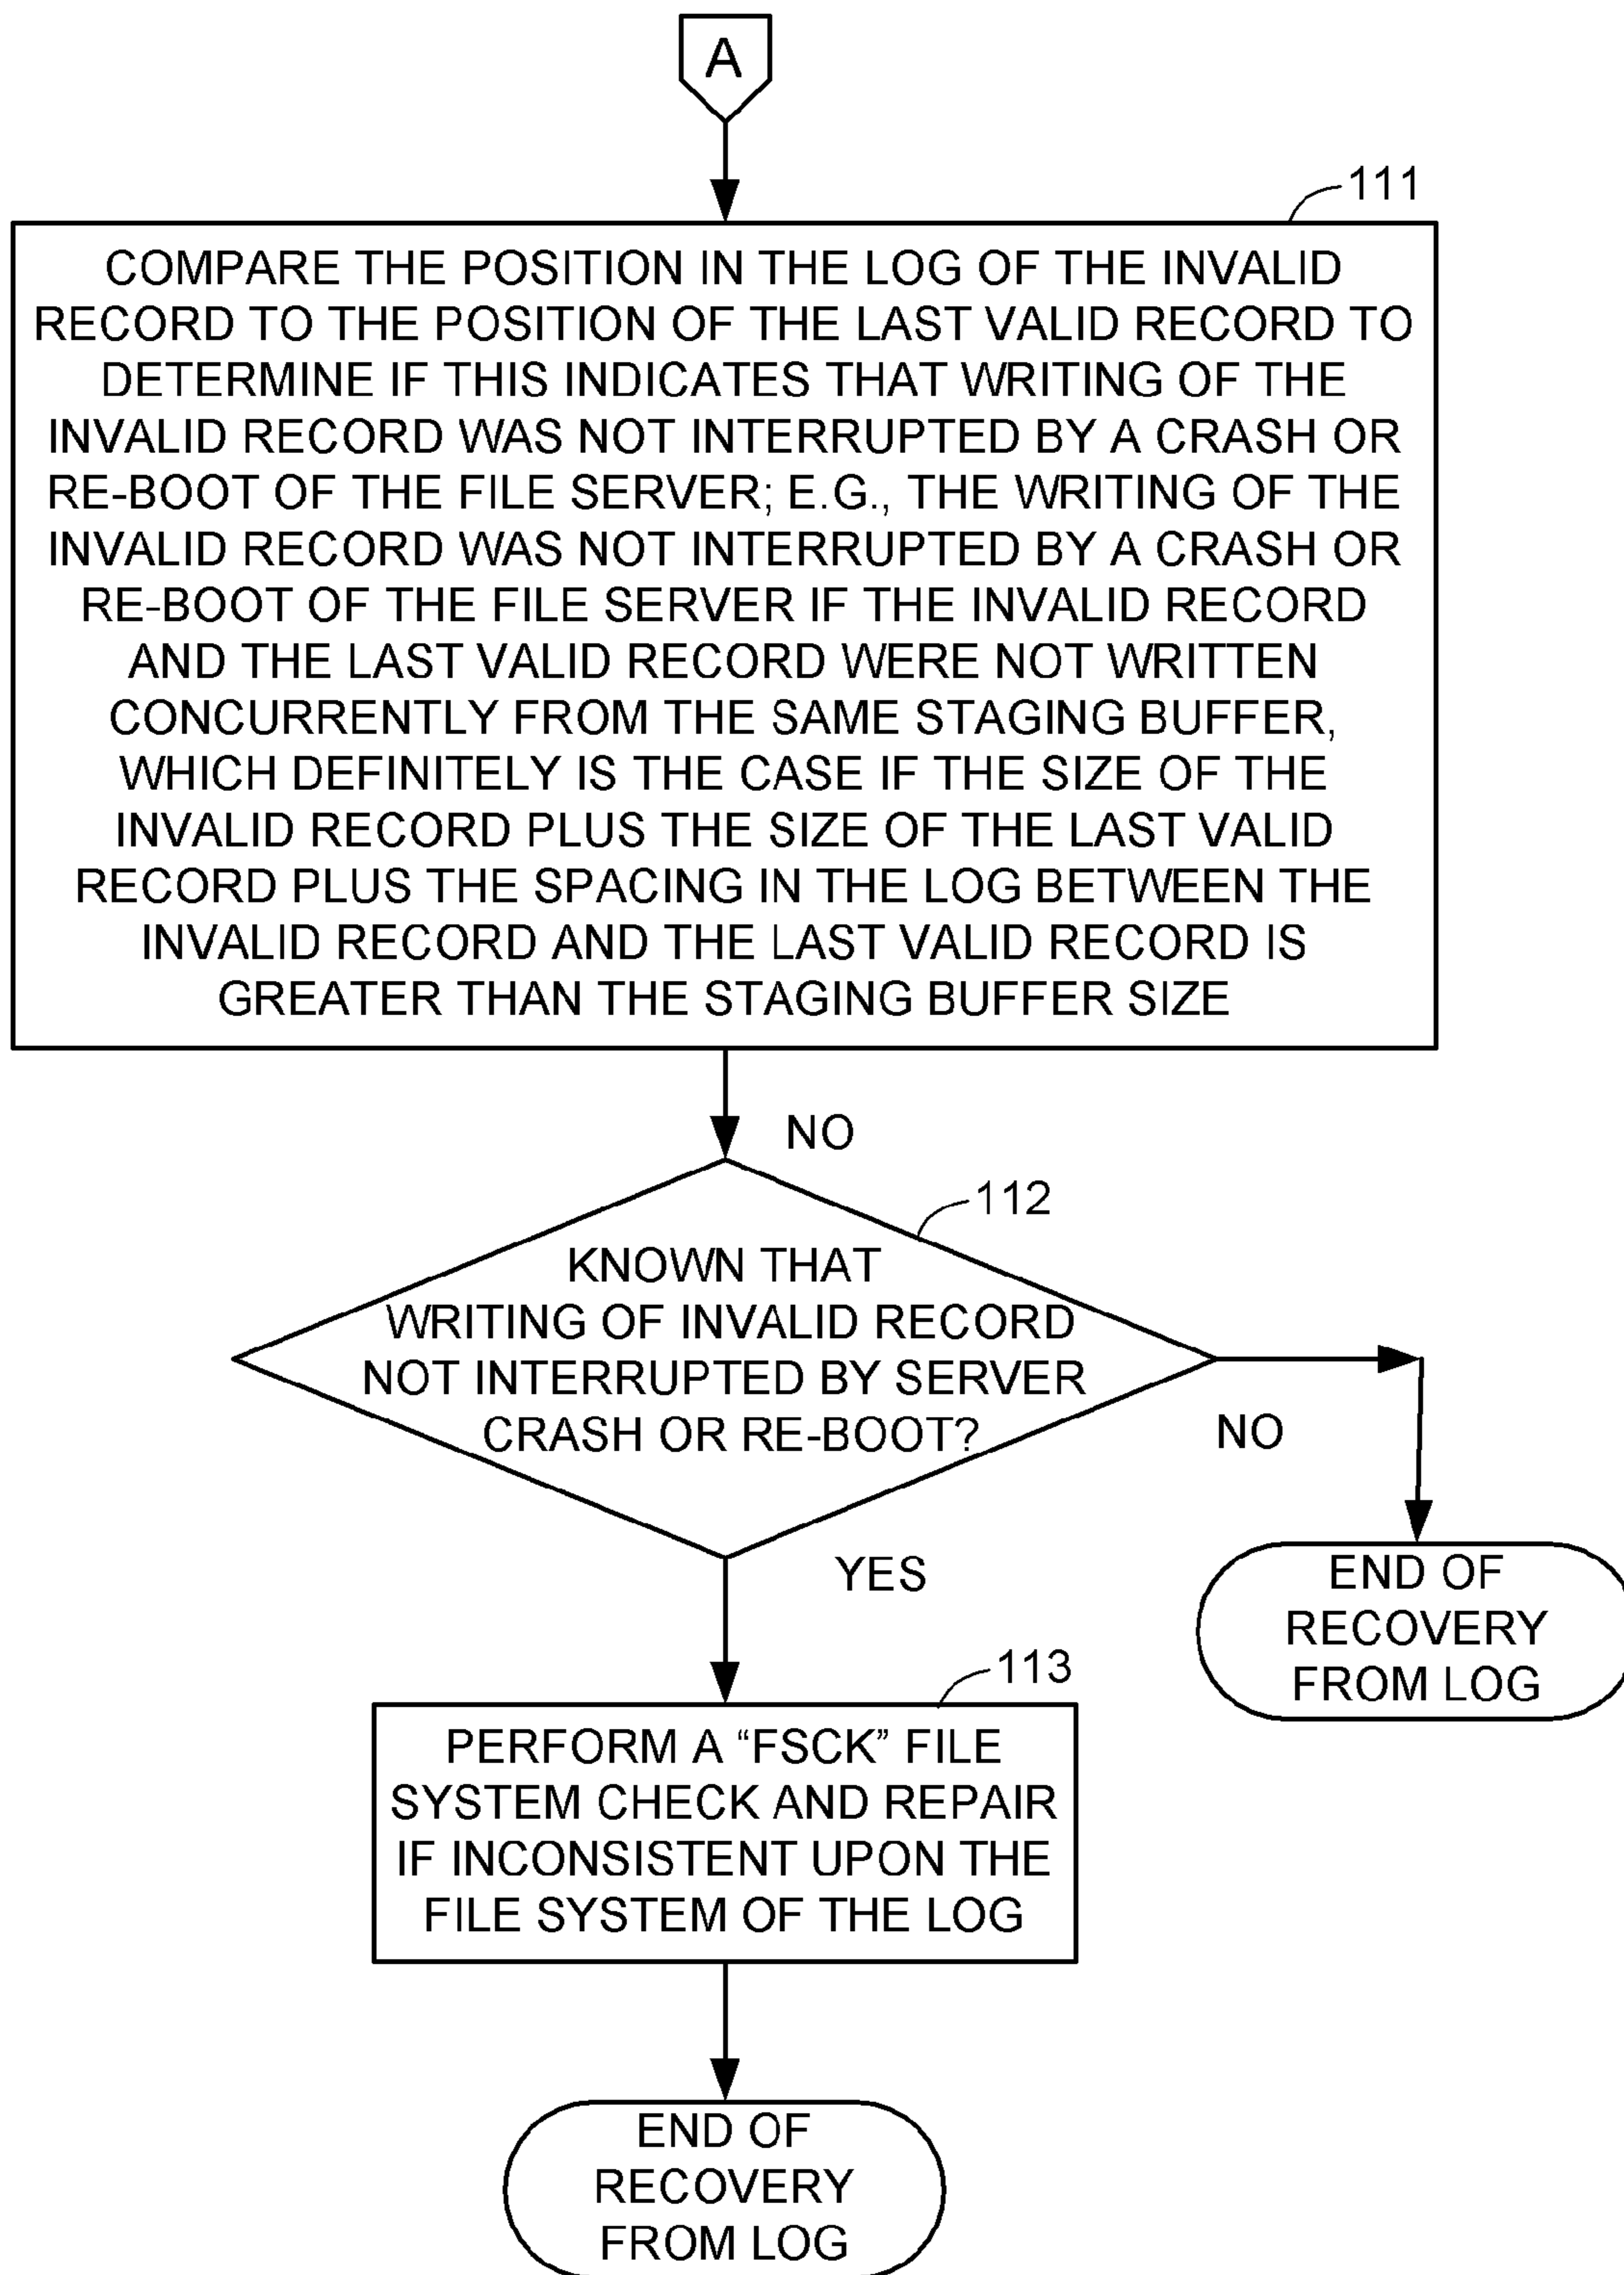 A
111
COMPARE THE POSITION IN THE LOG OF THE INVALID
RECORD TO THE POSITION OF THE LAST VALID RECORD TO
DETERMINE IF THIS INDICATES THAT WRITING OF THE
INVALID RECORD WAS NOT INTERRUPTED BY A CRASH OR
RE-BOOT OF THE FILE SERVER; E.G., THE WRITING OF THE
INVALID RECORD WAS NOT INTERRUPTED BY A CRASH OR
RE-BOOT OF THE FILE SERVER IF THE INVALID RECORD
AND THE LAST VALID RECORD WERE NOT WRITTEN
CONCURRENTLY FROM THE SAME STAGING BUFFER,
WHICH DEFINITELY IS THE CASE IF THE SIZE OF THE
INVALID RECORD PLUS THE SIZE OF THE LAST VALID
RECORD PLUS THE SPACING IN THE LOG BETWEEN THE
INVALID RECORD AND THE LAST VALID RECORD IS
GREATER THAN THE STAGING BUFFER SIZE
NO
112
KNOWN THAT
WRITING OF INVALID RECORD
NOT INTERRUPTED BY SERVER
CRASH OR RE-BOOT?
NO
YES
END OF
RECOVERY
FROM LOG
113
PERFORM A “FSCK” FILE
SYSTEM CHECK AND REPAIR
IF INCONSISTENT UPON THE
FILE SYSTEM OF THE LOG
END OF
RECOVERY
FROM LOG